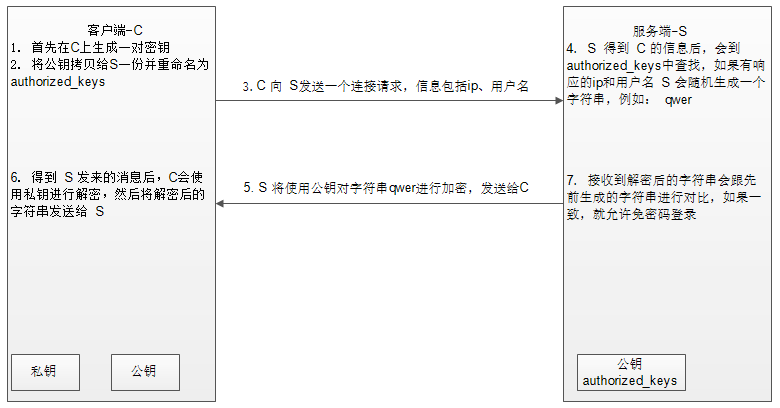 客户端-C
1. 首先在C上生成一对密钥
2. 将公钥拷贝给S一份并重命名为
authorized_keys
3. C 向 S发送一个连接请求，信息包括ip、用户名
服务端-S
4. S 得到 C 的信息后，会到
authorized_keys中查找，如果有响
应的ip和用户名 S 会随机生成一个
字符串，例如： qwer
5. S 将使用公钥对字符串qwer进行加密，发送给C
6. 得到 S 发来的消息后，C会使
用私钥进行解密，然后将解密后的
字符串发送给 S
7. 接收到解密后的字符串会跟先
前生成的字符串进行对比，如果一
致，就允许免密码登录
私钥
公钥
公钥
authorized_keys